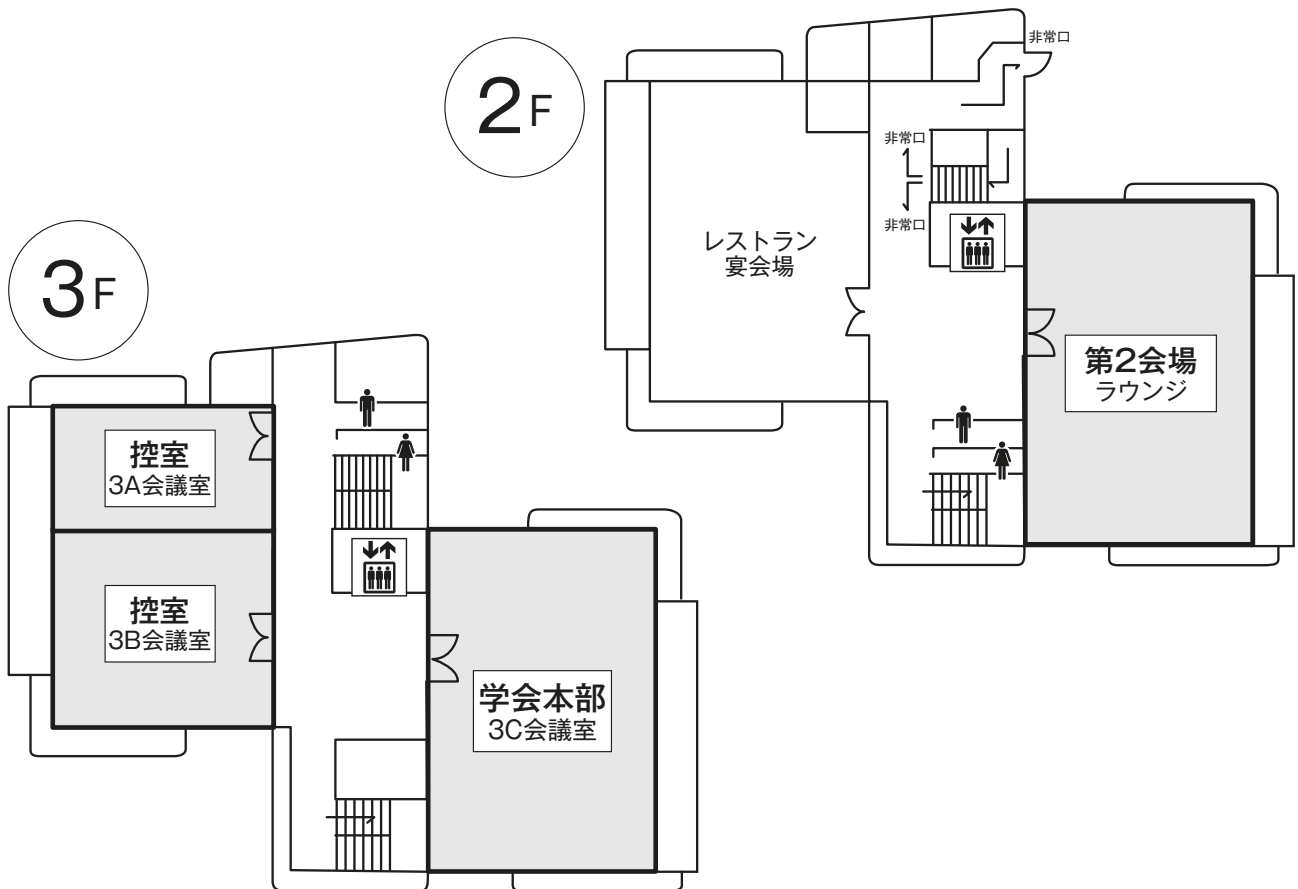 2F
非常口
非常口
非常口
レストラン
宴会場
第2会場
ラウンジ
3F
控室
3A会議室
控室
3B会議室
学会本部
3C会議室